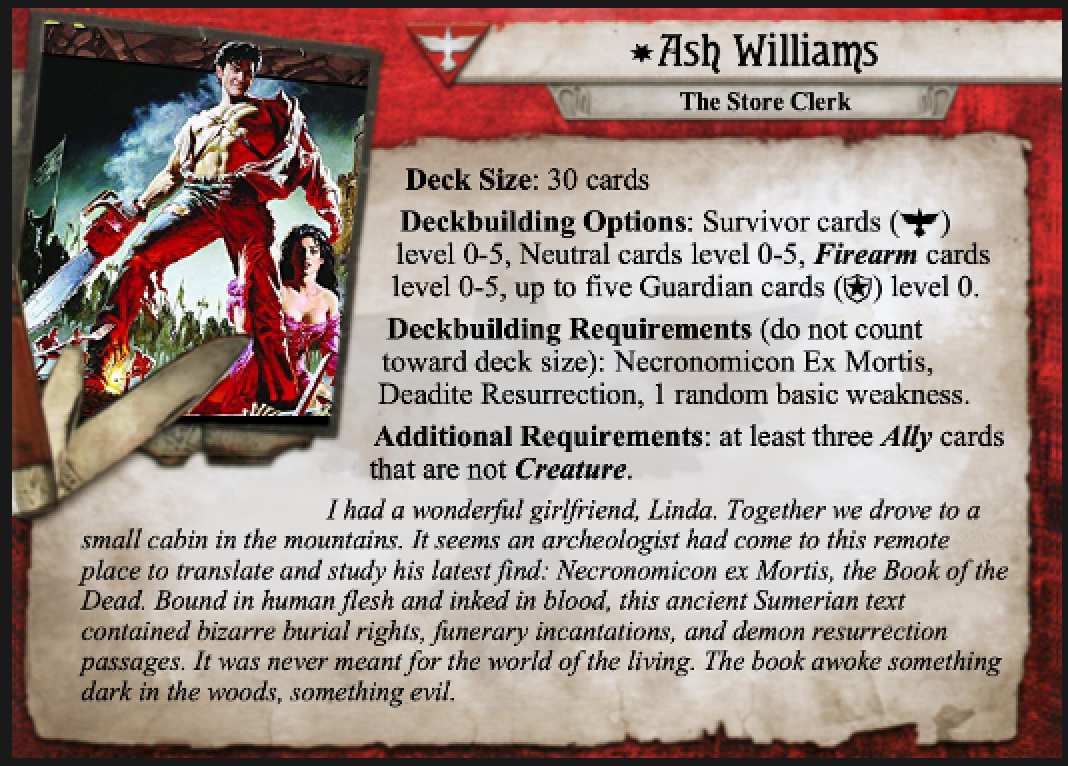 Ash Williams
The Store Clerk
Deck Size: 30 cards
Deckbuilding Options: Survivor cards ( )
level 0-5, Neutral cards level 0-5, Firearm cards
level 0-5, up to five Guardian cards ( ) level 0.
Deckbuilding Requirements (do not count
toward deck size): Necronomicon Ex Mortis,
Deadite Resurrection, 1 random basic weakness.
Additional Requirements: at least three Ally cards
that are not Creature.
I had a wonderful girlfriend, Linda. Together we drove to a
small cabin in the mountains. It seems an archeologist had come to this remote
place to translate and study his latest find: Necronomicon ex Mortis, the Book of the
Dead. Bound in human flesh and inked in blood, this ancient Sumerian text
contained bizarre burial rights, funerary incantations, and demon resurrection
passages. It was never meant for the world of the living. The book awoke something
dark in the woods, something evil.